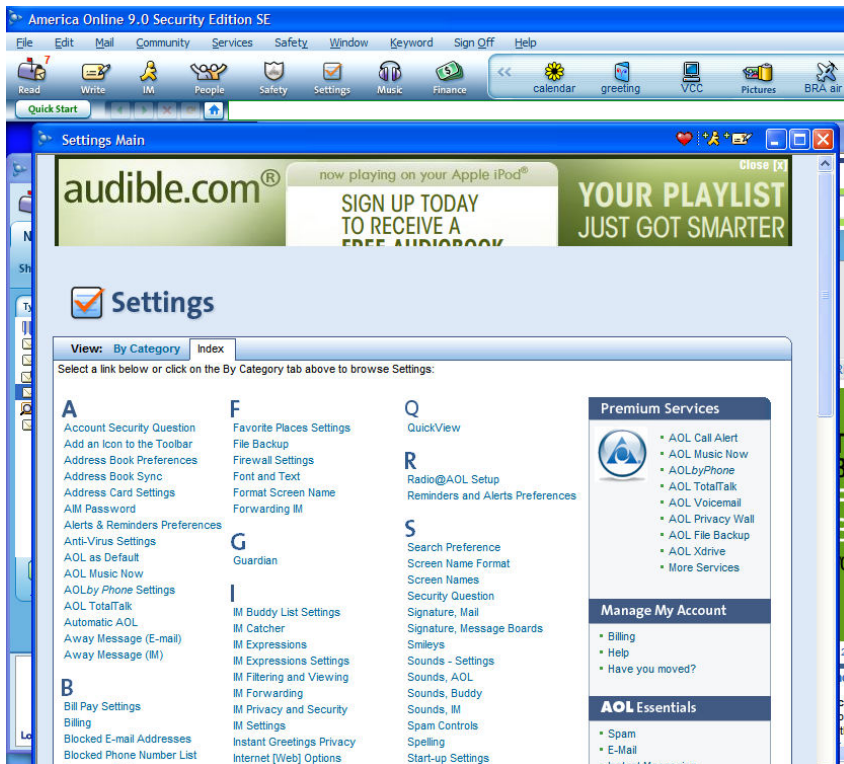 America Online 9.0 Security Edition SE
File Edit Mail Community Services Safety Window Keyword Sign Off Help
7
Read Write IM People Safety Settings Music Finance << calendar greeting VCC Pictures BRA air
Quick Start
Settings Main
Close [x]
audible.com®
now playing on your Apple iPod®
SIGN UP TODAY
TO RECEIVE A
FREE AUDIOBOOK
YOUR PLAYLIST
JUST GOT SMARTER
Settings
View: By Category Index
Select a link below or click on the By Category tab above to browse Settings:
A
Account Security Question
Add an Icon to the Toolbar
Address Book Preferences
Address Book Sync
Address Card Settings
AIM Password
Alerts & Reminders Preferences
Anti-Virus Settings
AOL as Default
AOL Music Now
AOLby Phone Settings
AOL TotalTalk
Automatic AOL
Away Message (E-mail)
Away Message (IM)
B
Bill Pay Settings
Billing
Blocked E-mail Addresses
Blocked Phone Number List
F
Favorite Places Settings
File Backup
Firewall Settings
Font and Text
Format Screen Name
Forwarding IM
G
Guardian
I
IM Buddy List Settings
IM Catcher
IM Expressions
IM Expressions Settings
IM Filtering and Viewing
IM Forwarding
IM Privacy and Security
IM Settings
Instant Greetings Privacy
Internet [Web] Options
Q
QuickView
R
Radio@AOL Setup
Reminders and Alerts Preferences
S
Search Preference
Screen Name Format
Screen Names
Security Question
Signature, Mail
Signature, Message Boards
Smileys
Sounds - Settings
Sounds, AOL
Sounds, Buddy
Sounds, IM
Spam Controls
Spelling
Start-up Settings
Premium Services
AOL Call Alert
AOL Music Now
AOLbyPhone
AOL TotalTalk
AOL Voicemail
AOL Privacy Wall
AOL File Backup
AOL Xdrive
More Services
Manage My Account
Billing
Help
Have you moved?
AOL Essentials
Spam
E-Mail